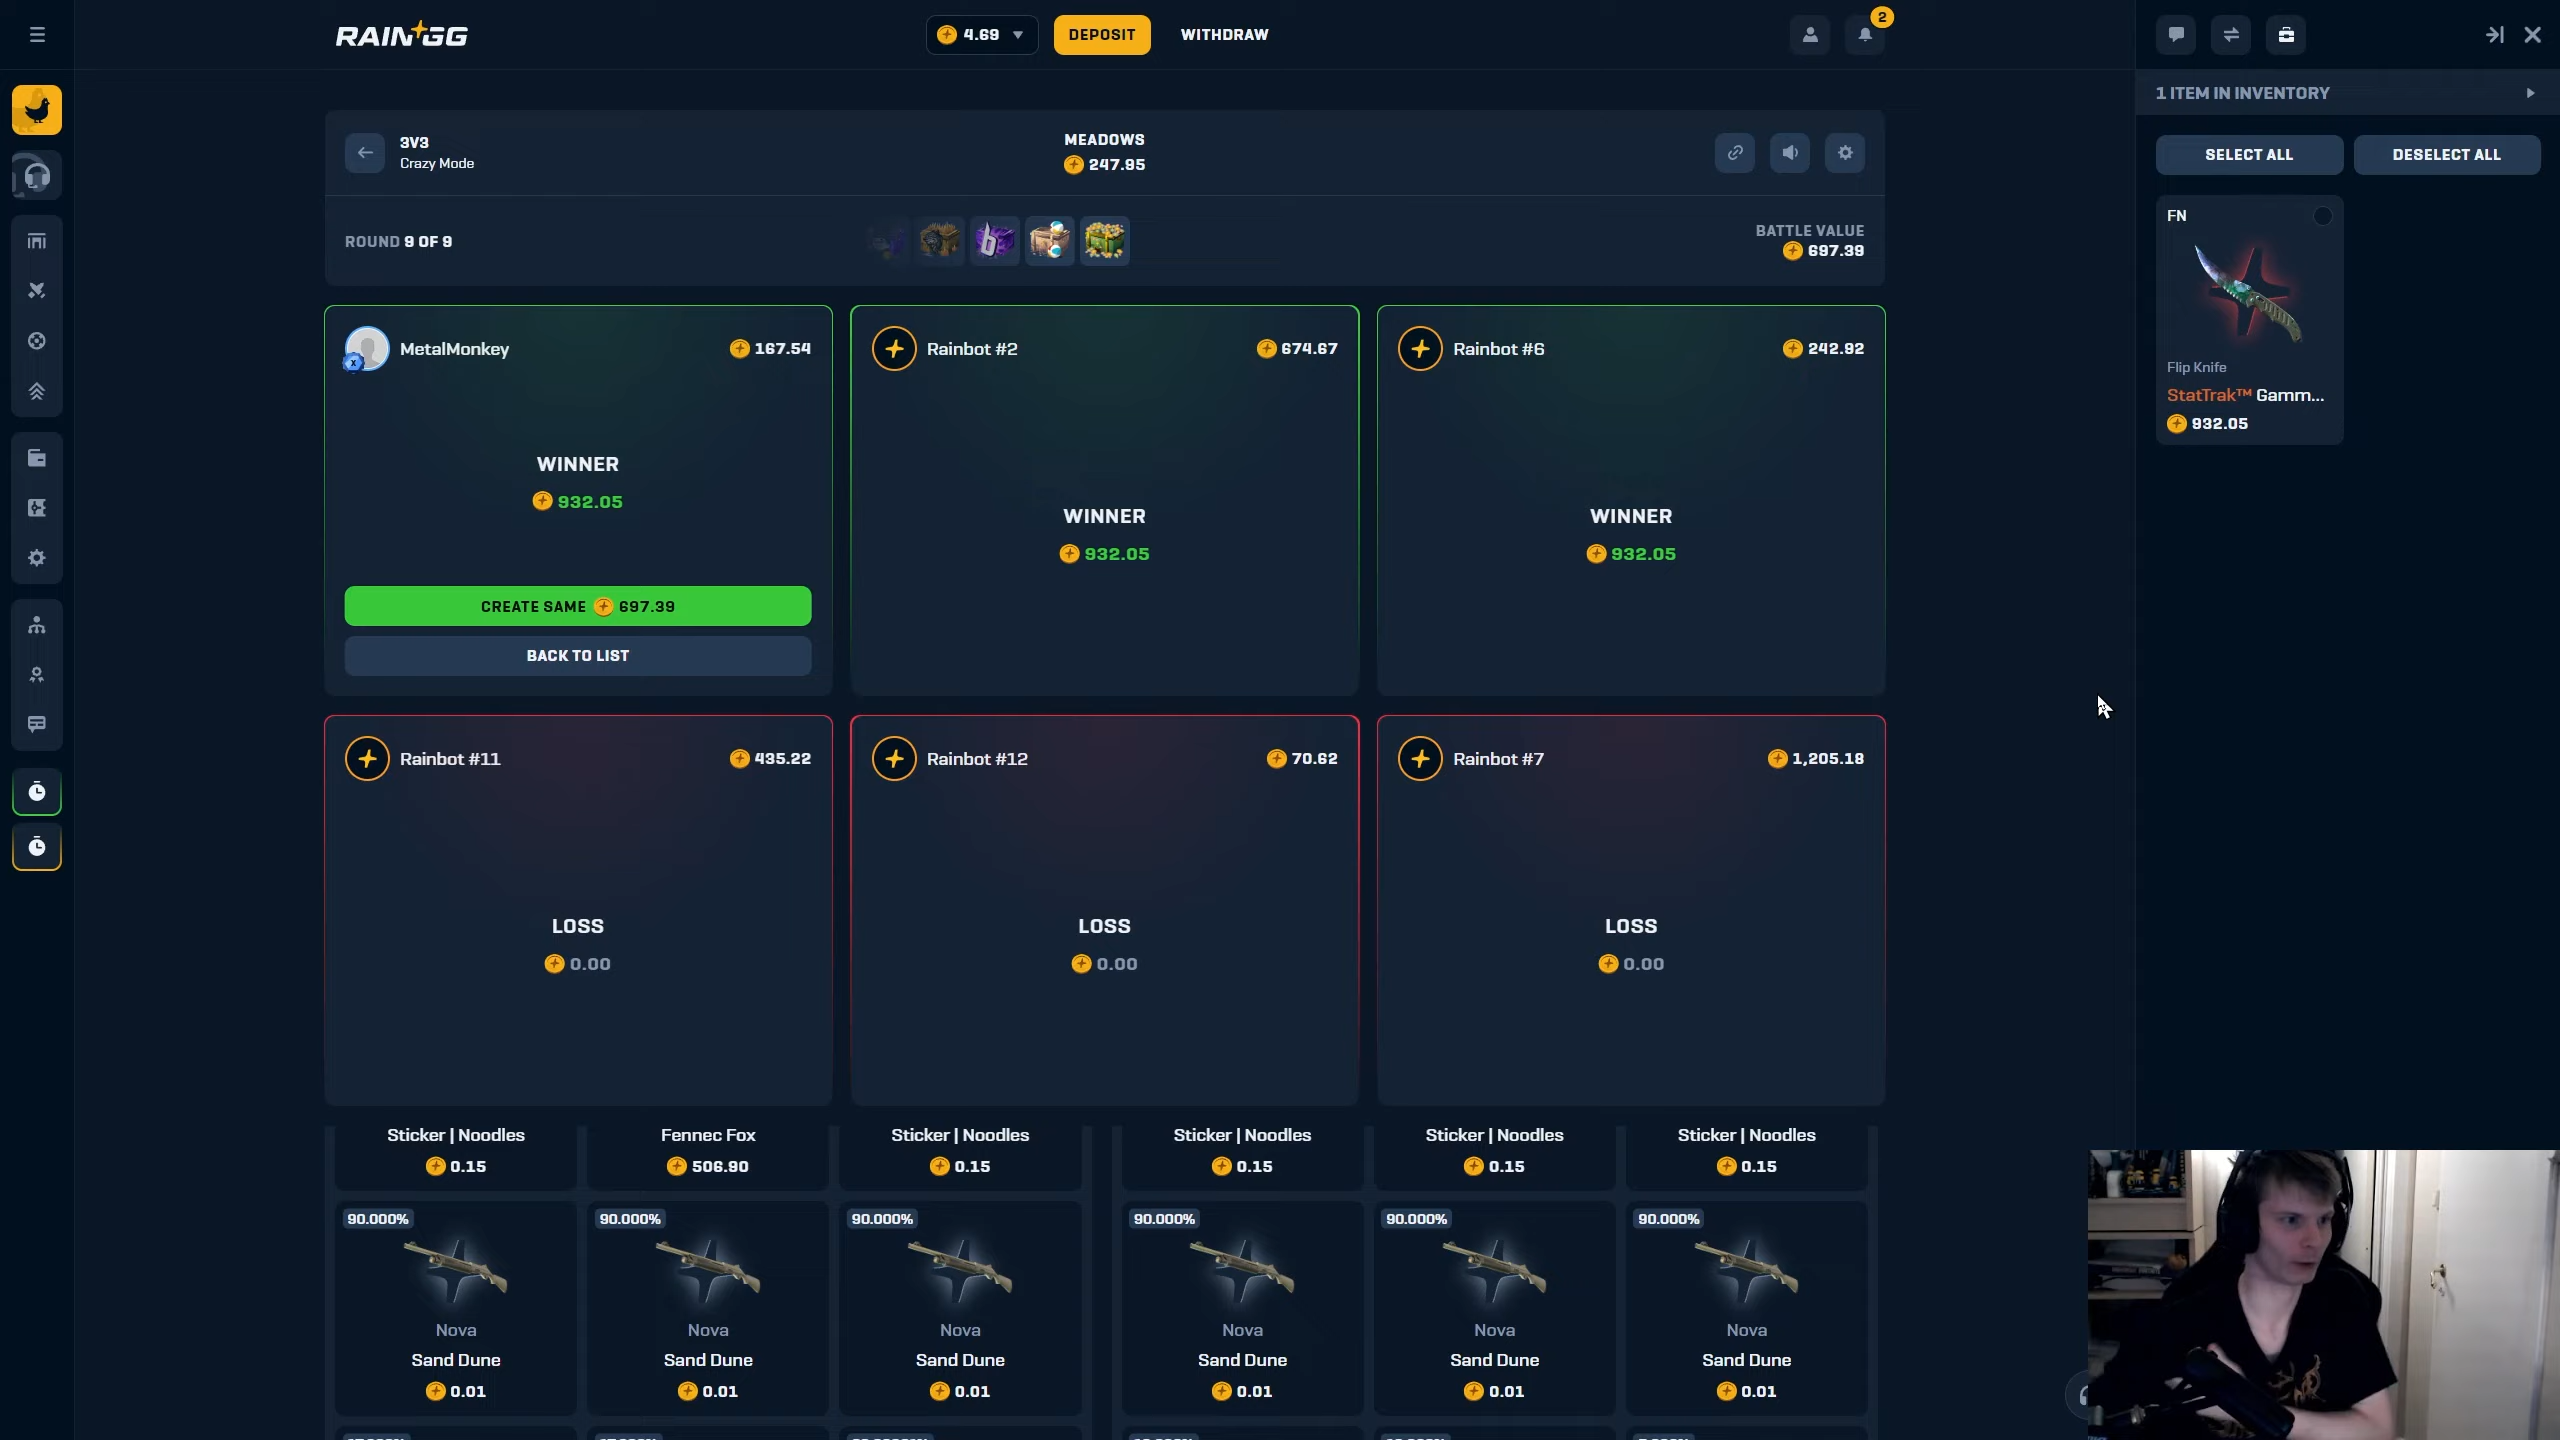 RAIN GG
4.69
DEPOSIT
WITHDRAW
2
3V3
Crazy Mode
MEADOWS
247.95
ROUND 9 OF 9
BATTLE VALUE
697.39
MetalMonkey
167.54
WINNER
932.05
CREATE SAME 697.39
BACK TO LIST
Rainbot #2
674.67
WINNER
932.05
Rainbot #6
242.92
WINNER
932.05
Rainbot #11
435.22
LOSS
0.00
Rainbot #12
70.62
LOSS
0.00
Rainbot #7
1,205.18
LOSS
0.00
Sticker | Noodles
0.15
Fennec Fox
506.90
Sticker | Noodles
0.15
Sticker | Noodles
0.15
Sticker | Noodles
0.15
Sticker | Noodles
0.15
90.000%
Nova
Sand Dune
0.01
90.000%
Nova
Sand Dune
0.01
90.000%
Nova
Sand Dune
0.01
90.000%
Nova
Sand Dune
0.01
90.000%
Nova
Sand Dune
0.01
90.000%
Nova
Sand Dune
0.01
1 ITEM IN INVENTORY
SELECT ALL
DESELECT ALL
FN
Flip Knife
StatTrak™ Gamm...
932.05